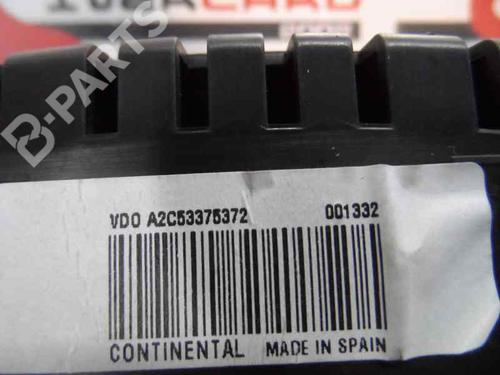 B-PARTS
VDO A2C53375372 001332
CONTINENTAL MADE IN SPAIN